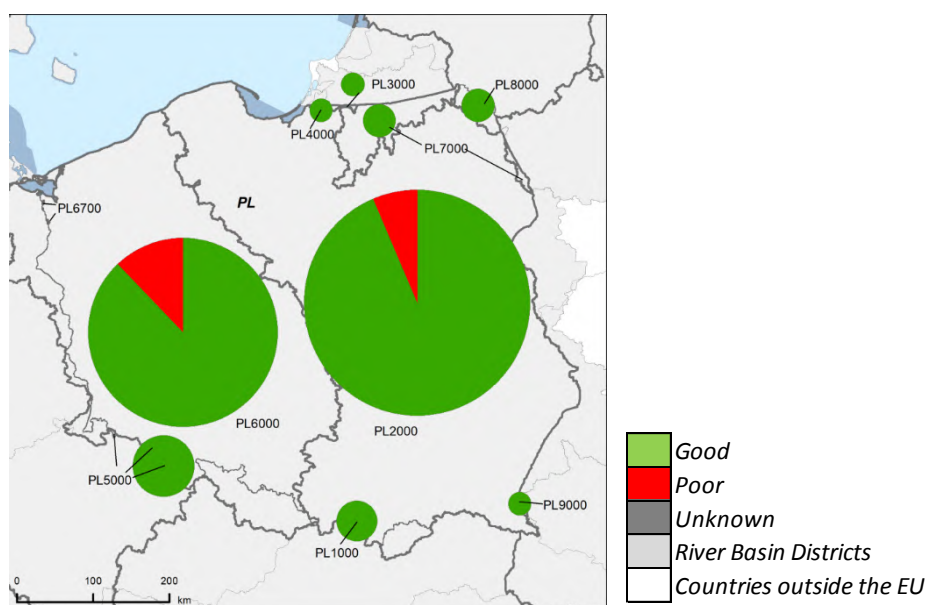 PL3000
PL8000
PL4000
PL7000
PL6700
PL
PL6000
PL2000
PL5000
PL9000
PL1000
0 100 200
km
Good
Poor
Unknown
River Basin Districts
Countries outside the EU